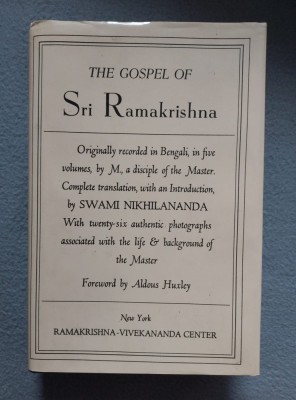 THE GOSPEL OF
Sri Ramakrishna
Originally recorded in Bengali, in five
volumes, by M., a disciple of the Master.
Complete translation, with an Introduction,
by SWAMI NIKHILANANDA
With twenty-six authentic photographs
associated with the life & background of
the Master
Foreword by Aldous Huxley
New York
RAMAKRISHNA-VIVEKANANDA CENTER